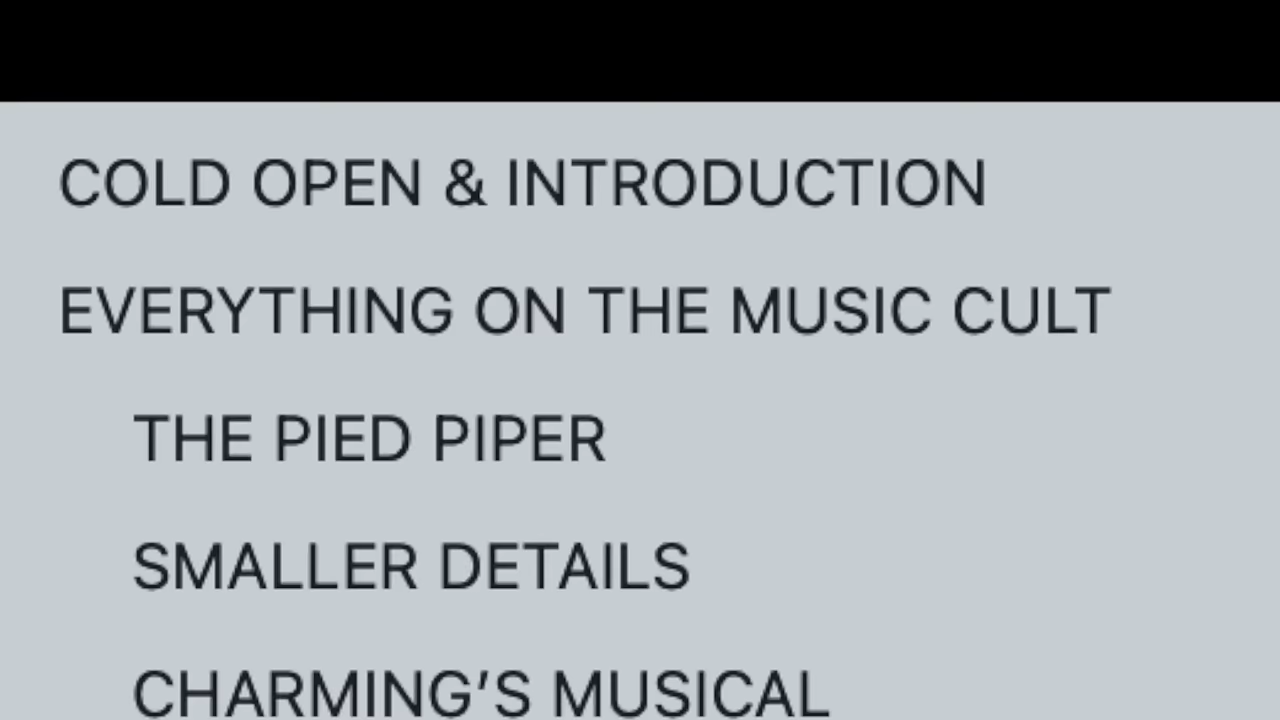 COLD OPEN & INTRODUCTION
EVERYTHING ON THE MUSIC CULT
THE PIED PIPER
SMALLER DETAILS
CHARMING’S MUSICAL